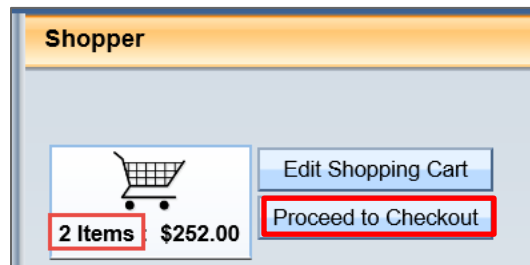 Shopper
Edit Shopping Cart
Proceed to Checkout
2 Items : $252.00